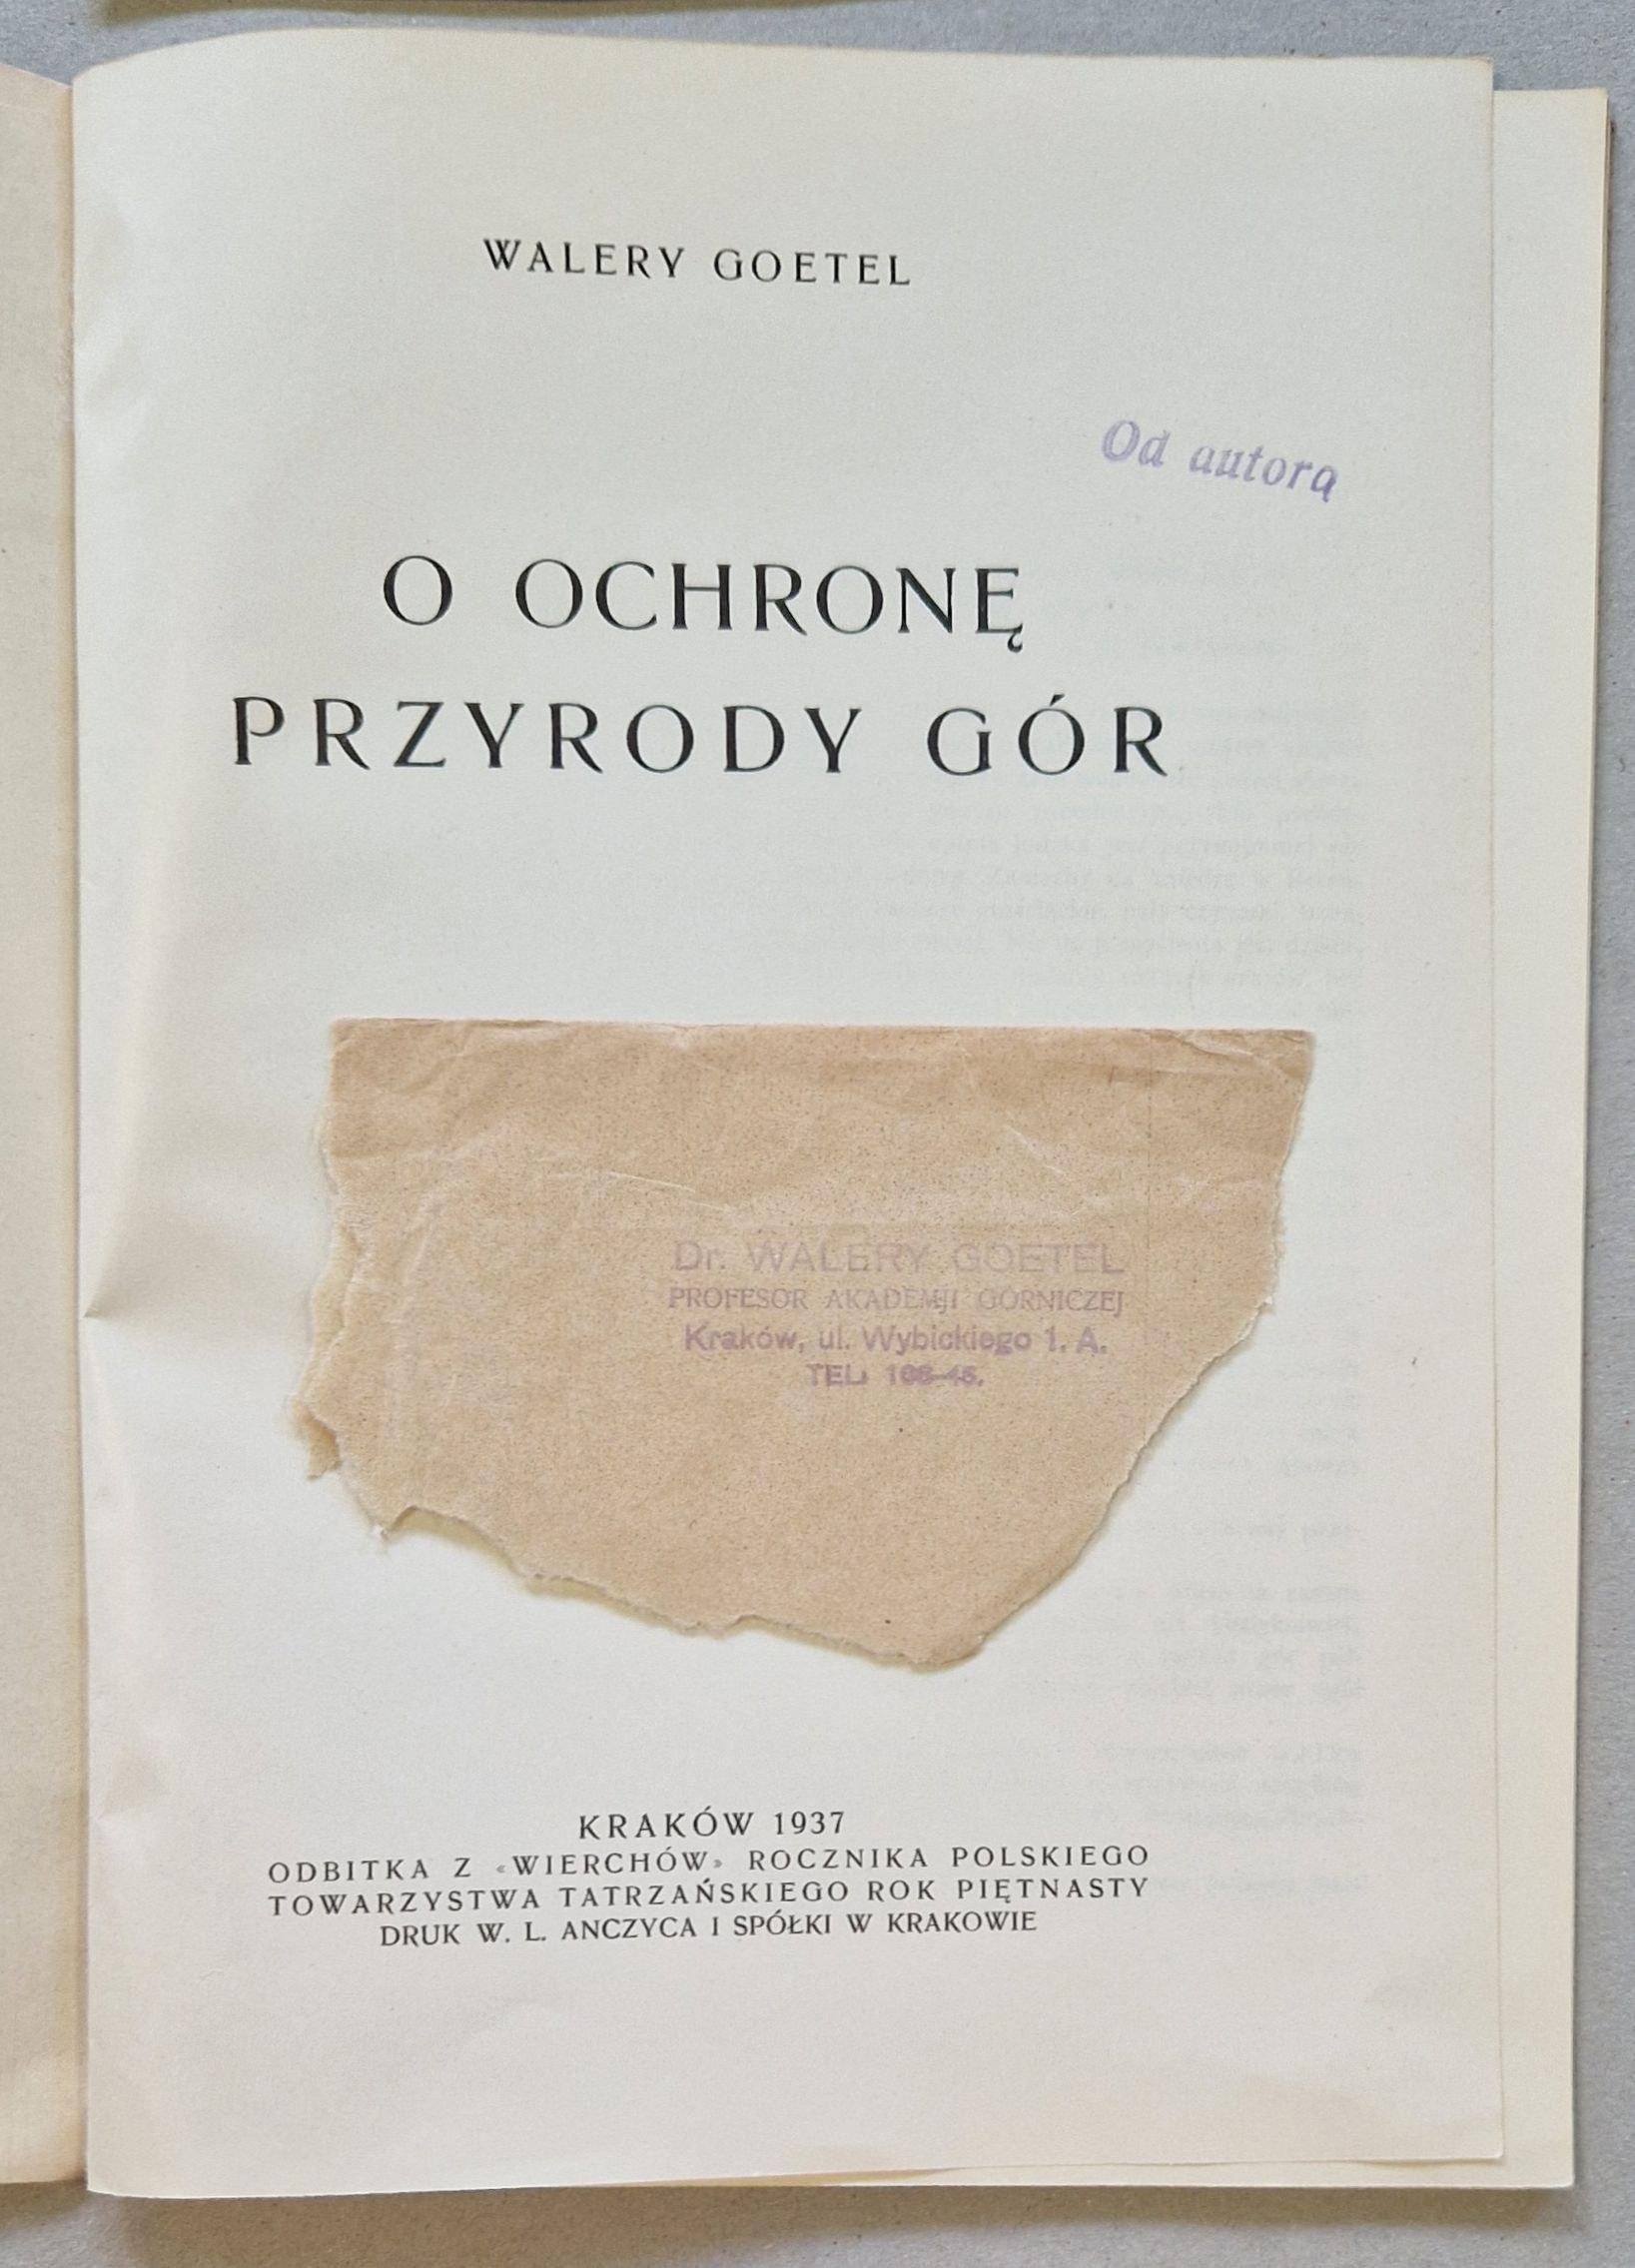 WALERY GOETEL
Od autora
O OCHRONĘ
PRZYRODY GÓR
Dr. WALERY GOETEL
PROFESOR AKADEMJI GÓRNICZEJ
Kraków, ul. Wybickiego 1. A.
TEL.
KRAKÓW 1937
ODBITKA Z «WIERCHÓW» ROCZNIKA POLSKIEGO
TOWARZYSTWA TATRZAŃSKIEGO ROK PIĘTNASTY
DRUK W. L. ANCZYCA I SPÓŁKI W KRAKOWIE